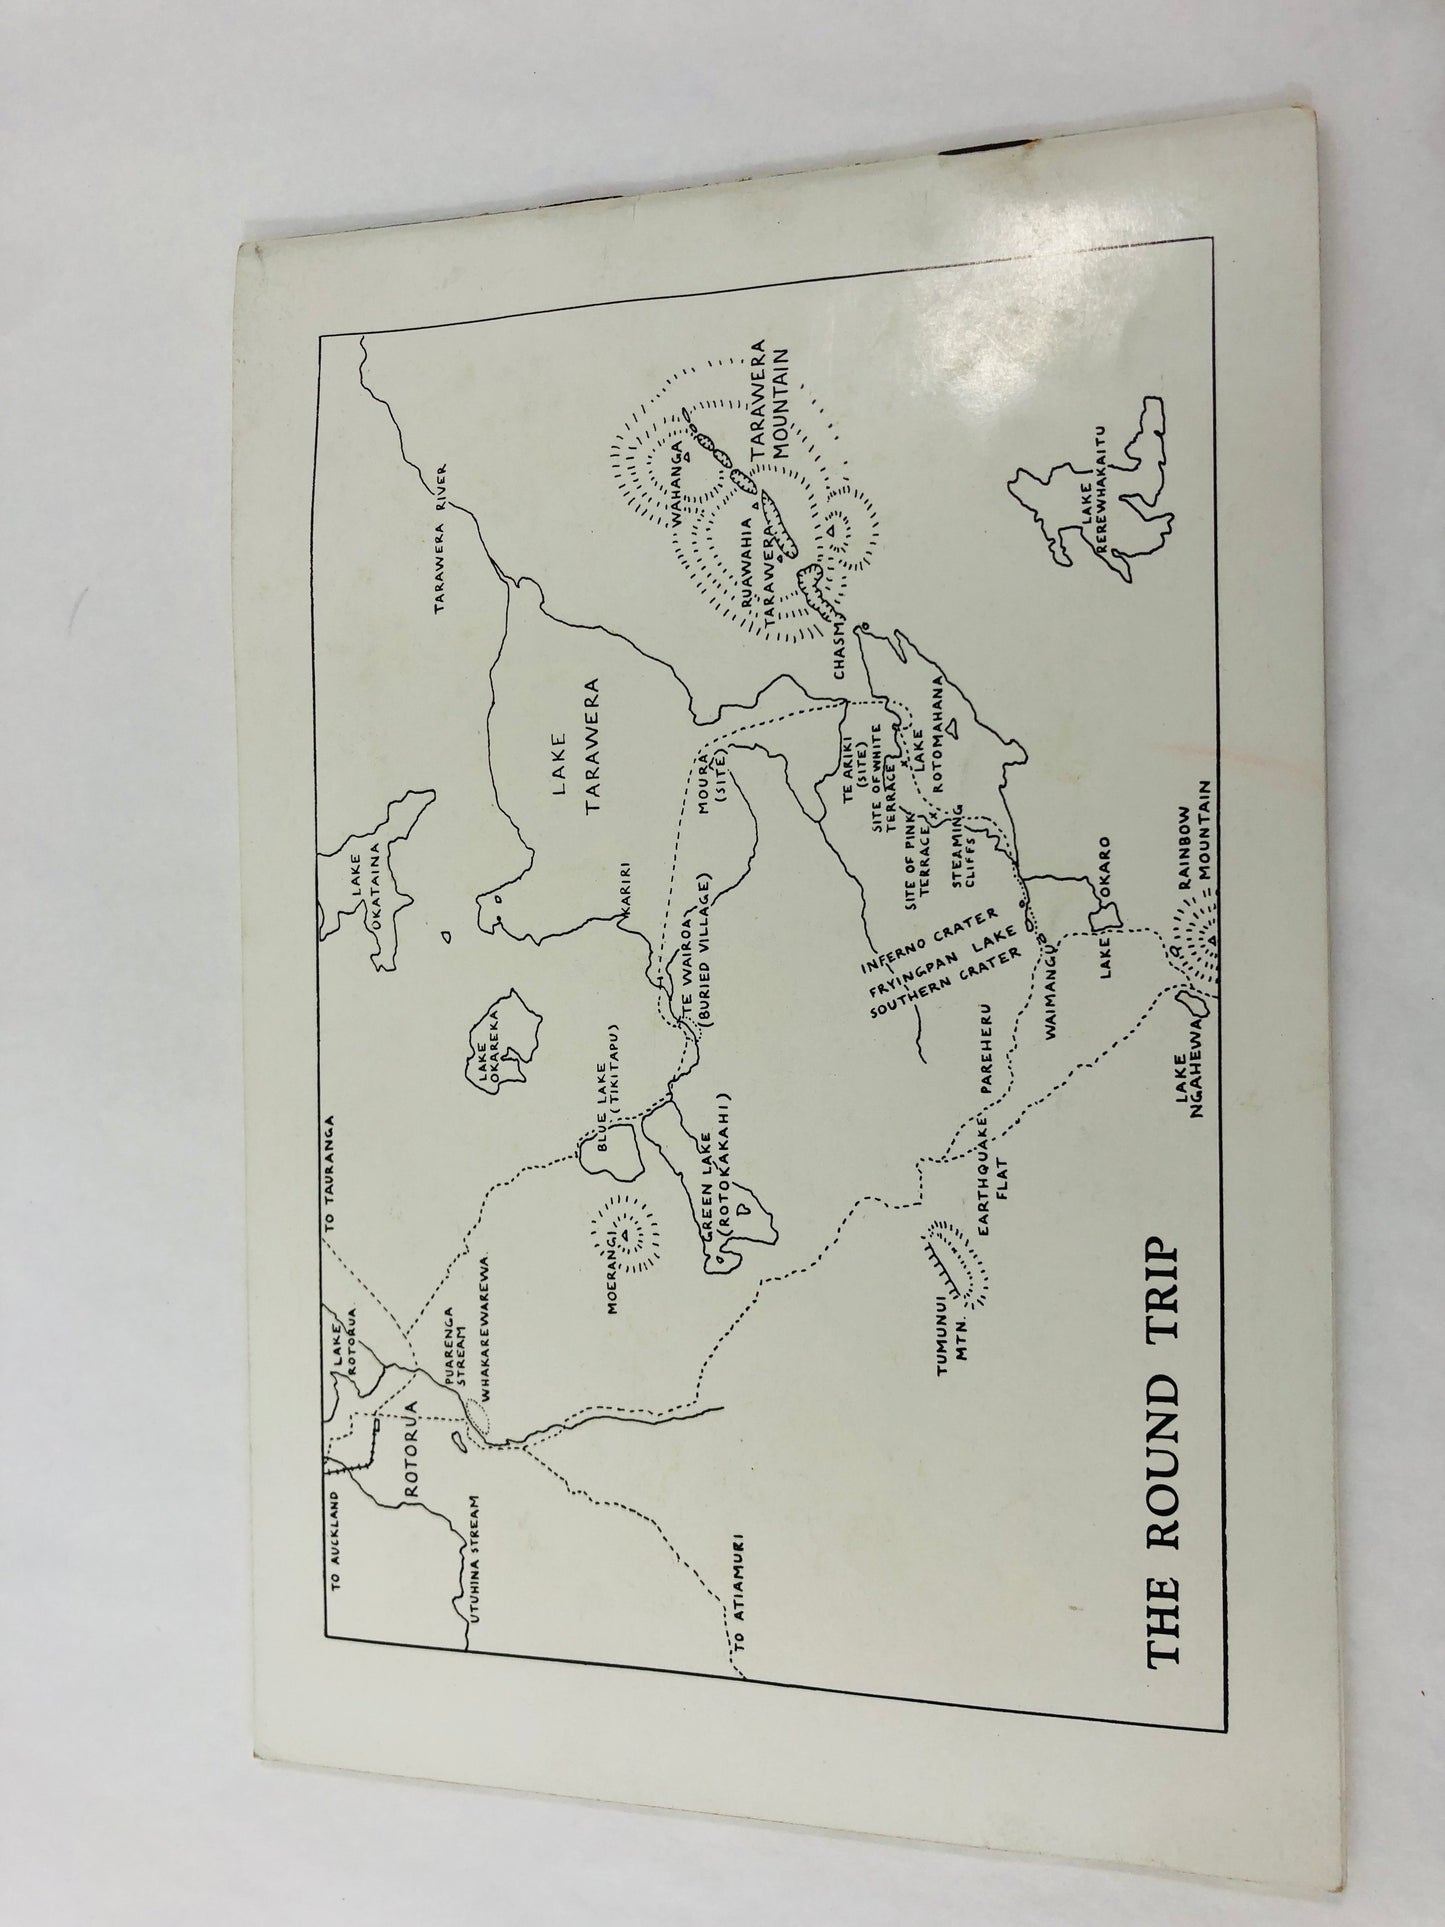 TO AUCKLAND
LAKE
ROTORUA
TO TAURANGA
LAKE
OKATAINA
TARAWERA RIVER
ROTORUA
UTUHINA STREAM
PUARENGA
STREAM
WHAKAREWAREWA
LAKE
OKAREKA
LAKE
TARAWERA
KARIRI
MOERANGI
BLUE LAKE
(TIKITAPU)
GREEN LAKE
(ROTOKAKAHI)
TE WAIROA
(BURIED VILLAGE)
MOURA
(SITE)
WAHANGA
RUAWAHIA
TARAWERA
TARAWERA
MOUNTAIN
CHASM
TO ATIAMURI
TE ARIKI
(SITE)
SITE OF WHITE
TERRACE
SITE OF PINK
TERRACE
LAKE
ROTOMAHANA
STEAMING
CLIFFS
INFERNO CRATER
FRYINGPAN LAKE
SOUTHERN CRATER
TUMUNUI
MTN.
EARTHQUAKE
FLAT
PAREHERU
WAIMANGU
LAKE OKARO
LAKE
REREWHAKAITU
LAKE
NGAHEWA
RAINBOW
MOUNTAIN
THE ROUND TRIP